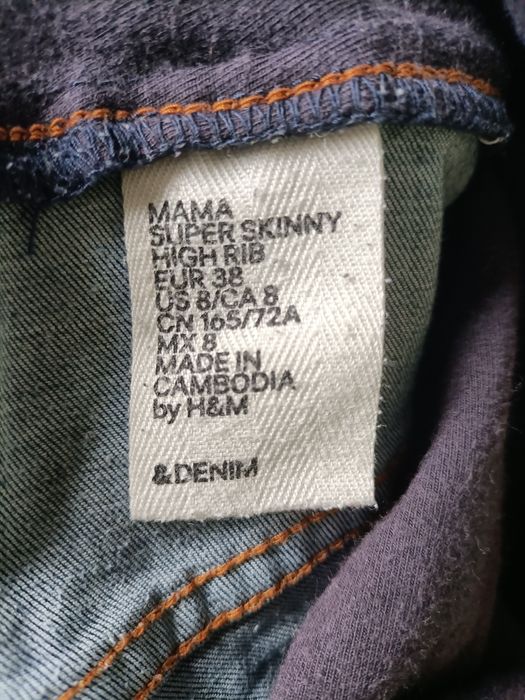 MAMA
SUPER SKINNY
HIGH RIB
EUR 38
US 8/CA 8
CN 165/72A
MX 8
MADE IN
CAMBODIA
by H&M
&DENIM